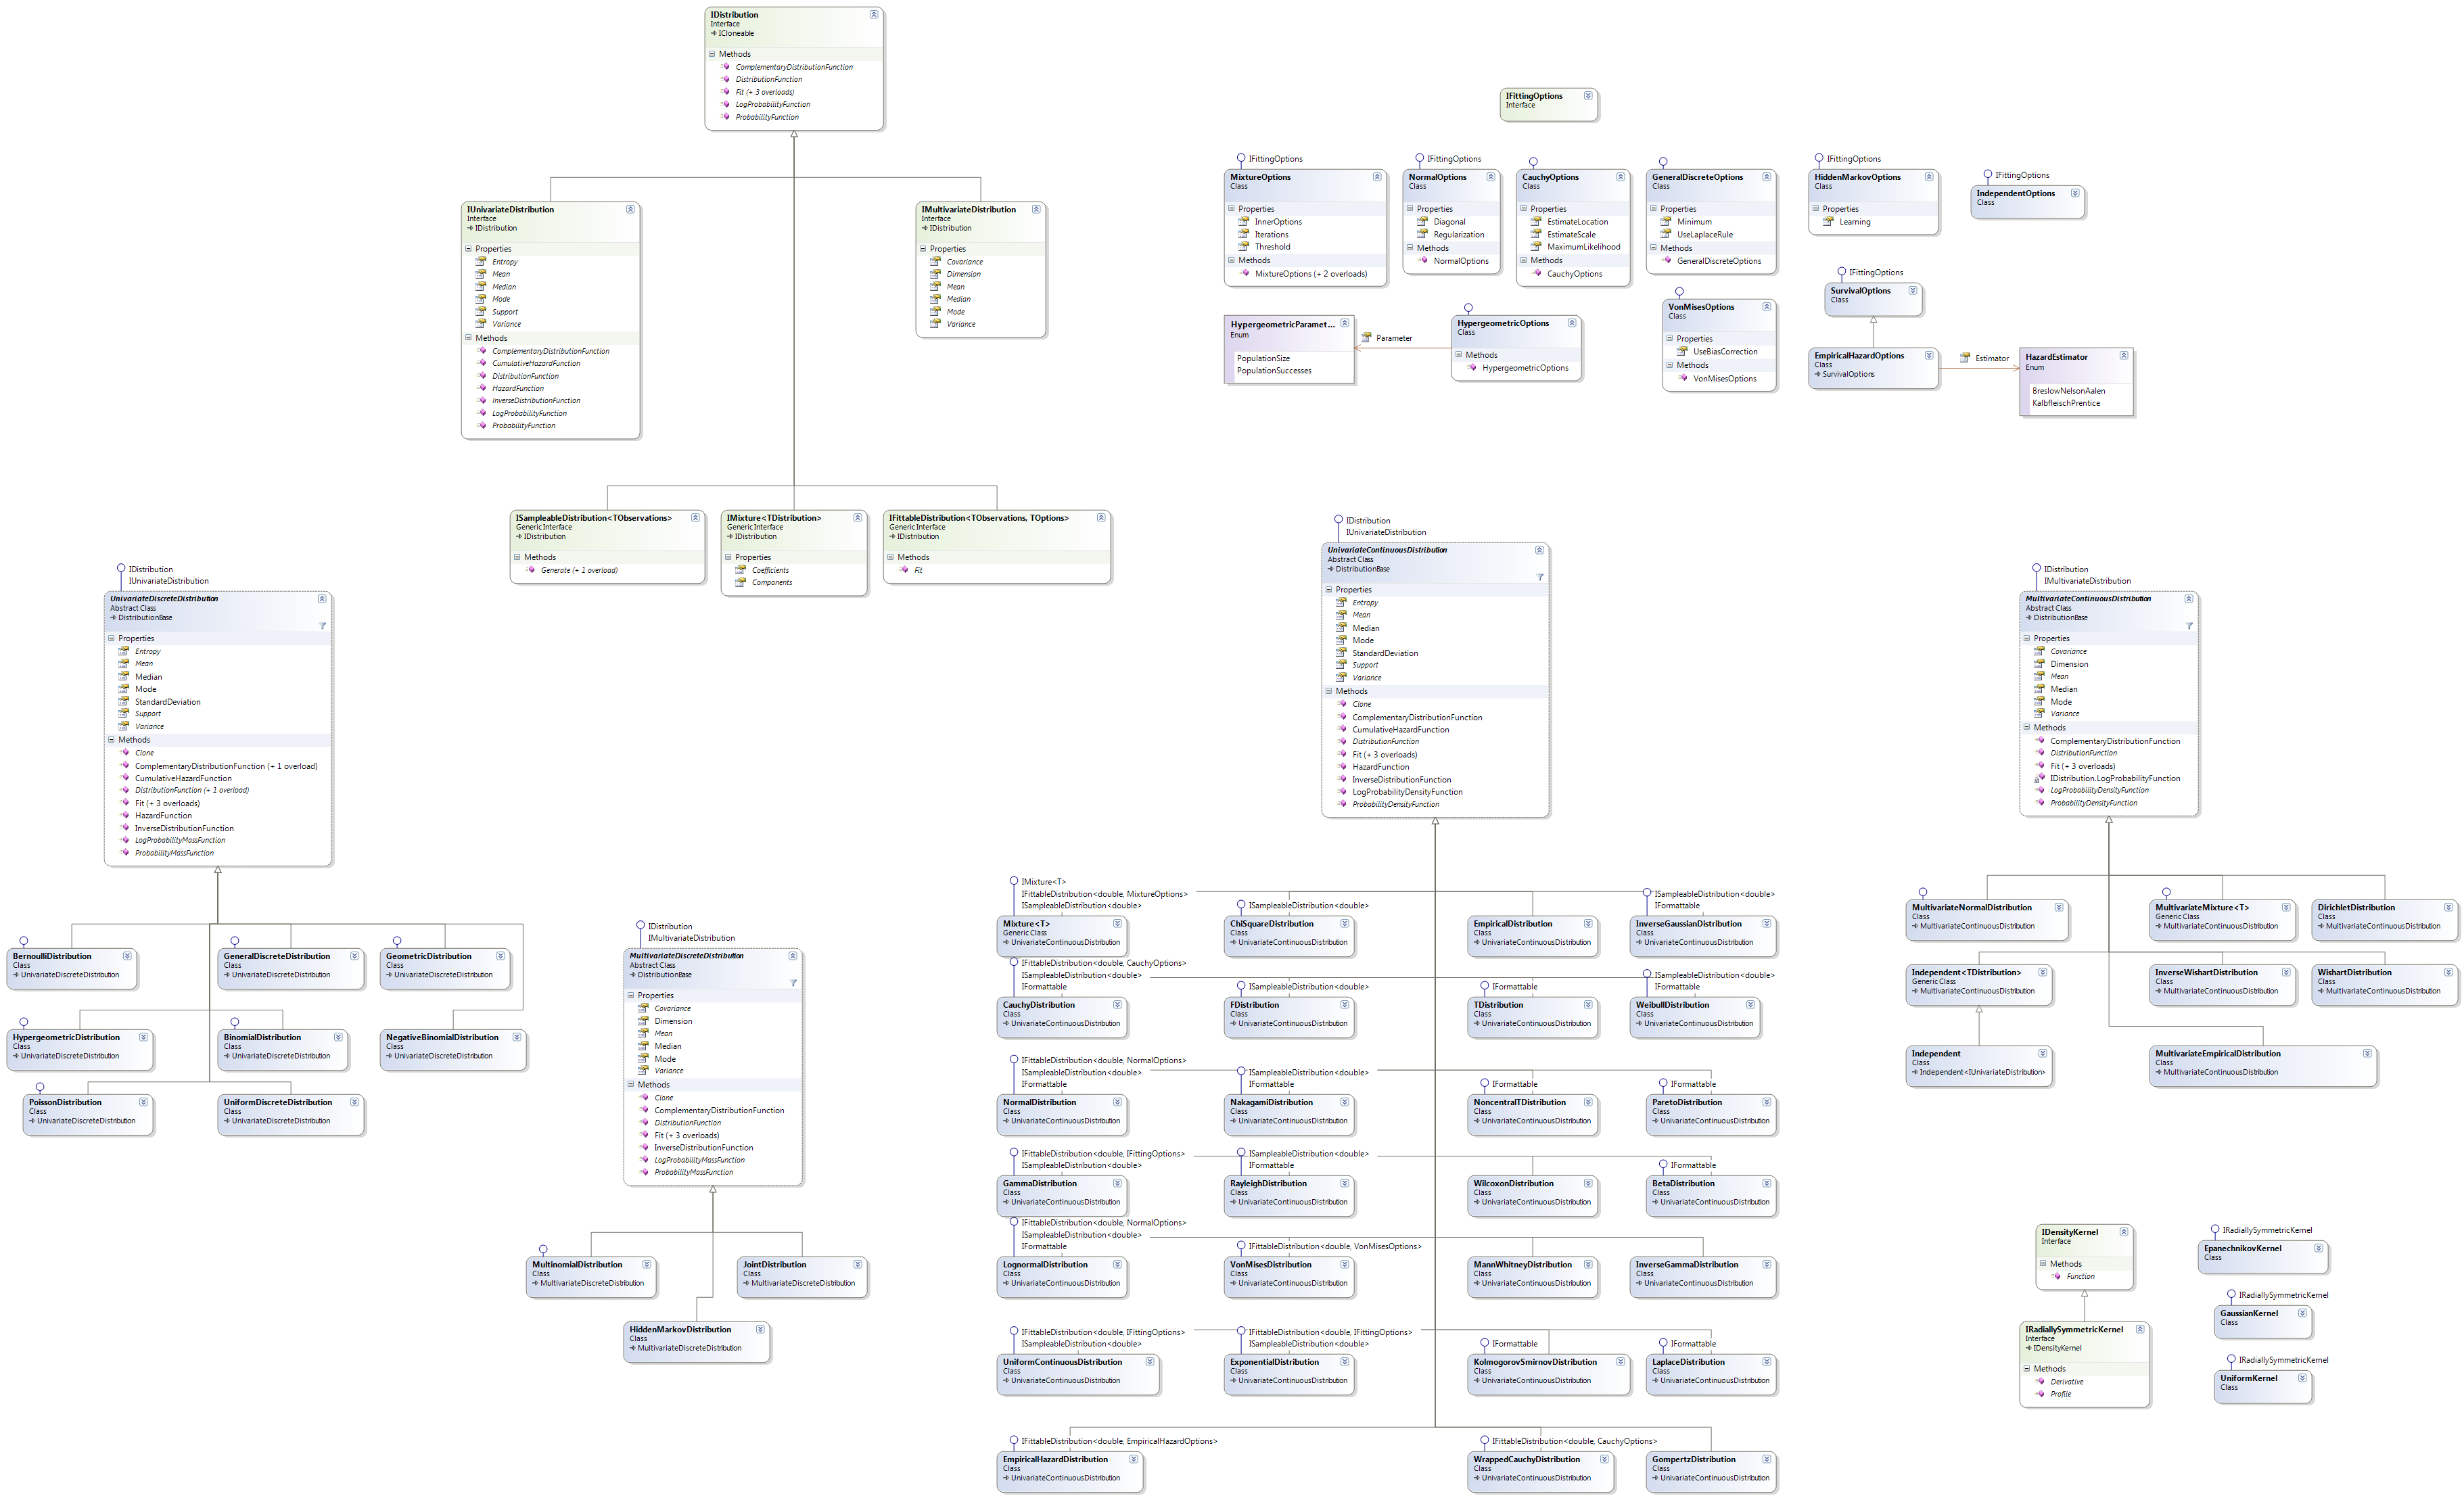 IDistribution
Interface
ICloneable
Methods
ComplementaryDistributionFunction
DistributionFunction
Fit (+ 3 overloads)
LogProbabilityFunction
ProbabilityFunction
IUnivariateDistribution
Interface
IDistribution
Properties
Entropy
Mean
Median
Mode
Support
Variance
Methods
ComplementaryDistributionFunction
CumulativeHazardFunction
DistributionFunction
HazardFunction
InverseDistributionFunction
LogProbabilityFunction
ProbabilityFunction
IMultivariateDistribution
Interface
IDistribution
Properties
Covariance
Dimension
Mean
Median
Mode
Variance
IFittingOptions
Interface
IFittingOptions
MixtureOptions
Class
Properties
InnerOptions
Iterations
Threshold
Methods
MixtureOptions (+ 2 overloads)
IFittingOptions
NormalOptions
Class
Properties
Diagonal
Regularization
Methods
NormalOptions
CauchyOptions
Class
Properties
EstimateLocation
EstimateScale
MaximumLikelihood
Methods
CauchyOptions
GeneralDiscreteOptions
Class
Properties
Minimum
UseLaplaceRule
Methods
GeneralDiscreteOptions
IFittingOptions
HiddenMarkovOptions
Class
Properties
Learning
IFittingOptions
IndependentOptions
Class
HypergeometricParamet...
Enum
PopulationSize
PopulationSuccesses
Parameter
HypergeometricOptions
Class
Methods
HypergeometricOptions
VonMisesOptions
Class
Properties
UseBiasCorrection
Methods
VonMisesOptions
IFittingOptions
SurvivalOptions
Class
EmpiricalHazardOptions
Class
SurvivalOptions
Estimator
HazardEstimator
Enum
BreslowNelsonAalen
KalbfleischPrentice
ISampleableDistribution<TObservations>
Generic Interface
IDistribution
Methods
Generate (+ 1 overload)
IMixture<TDistribution>
Generic Interface
IDistribution
Properties
Coefficients
Components
IFittableDistribution<TObservations, TOptions>
Generic Interface
IDistribution
Methods
Fit
IDistribution
IUnivariateDistribution
UnivariateDiscreteDistribution
Abstract Class
DistributionBase
Properties
Entropy
Mean
Median
Mode
StandardDeviation
Support
Variance
Methods
Clone
ComplementaryDistributionFunction (+ 1 overload)
CumulativeHazardFunction
DistributionFunction (+ 1 overload)
Fit (+ 3 overloads)
HazardFunction
InverseDistributionFunction
LogProbabilityMassFunction
ProbabilityMassFunction
BernoulliDistribution
Class
UnivariateDiscreteDistribution
GeneralDiscreteDistribution
Class
UnivariateDiscreteDistribution
GeometricDistribution
Class
UnivariateDiscreteDistribution
HypergeometricDistribution
Class
UnivariateDiscreteDistribution
BinomialDistribution
Class
UnivariateDiscreteDistribution
NegativeBinomialDistribution
Class
UnivariateDiscreteDistribution
PoissonDistribution
Class
UnivariateDiscreteDistribution
UniformDiscreteDistribution
Class
UnivariateDiscreteDistribution
IDistribution
IMultivariateDistribution
MultivariateDiscreteDistribution
Abstract Class
DistributionBase
Properties
Covariance
Dimension
Mean
Median
Mode
Variance
Methods
Clone
ComplementaryDistributionFunction
DistributionFunction
Fit (+ 3 overloads)
InverseDistributionFunction
LogProbabilityMassFunction
ProbabilityMassFunction
MultinomialDistribution
Class
MultivariateDiscreteDistribution
JointDistribution
Class
MultivariateDiscreteDistribution
HiddenMarkovDistribution
Class
MultivariateDiscreteDistribution
IDistribution
IUnivariateDistribution
UnivariateContinuousDistribution
Abstract Class
DistributionBase
Properties
Entropy
Mean
Median
Mode
StandardDeviation
Support
Variance
Methods
Clone
ComplementaryDistributionFunction
CumulativeHazardFunction
DistributionFunction
Fit (+ 3 overloads)
HazardFunction
InverseDistributionFunction
LogProbabilityDensityFunction
ProbabilityDensityFunction
IMixture<T>
IFittableDistribution<double, MixtureOptions>
ISampleableDistribution<double>
Mixture<T>
Generic Class
UnivariateContinuousDistribution
ISampleableDistribution<double>
ChiSquareDistribution
Class
UnivariateContinuousDistribution
EmpiricalDistribution
Class
UnivariateContinuousDistribution
ISampleableDistribution<double>
IFormattable
InverseGaussianDistribution
Class
UnivariateContinuousDistribution
IFittableDistribution<double, CauchyOptions>
ISampleableDistribution<double>
IFormattable
CauchyDistribution
Class
UnivariateContinuousDistribution
ISampleableDistribution<double>
FDistribution
Class
UnivariateContinuousDistribution
IFormattable
TDistribution
Class
UnivariateContinuousDistribution
ISampleableDistribution<double>
IFormattable
WeibullDistribution
Class
UnivariateContinuousDistribution
IFittableDistribution<double, NormalOptions>
ISampleableDistribution<double>
IFormattable
NormalDistribution
Class
UnivariateContinuousDistribution
ISampleableDistribution<double>
IFormattable
NakagamiDistribution
Class
UnivariateContinuousDistribution
IFormattable
NoncentralTDistribution
Class
UnivariateContinuousDistribution
IFormattable
ParetoDistribution
Class
UnivariateContinuousDistribution
IFittableDistribution<double, IFittingOptions>
ISampleableDistribution<double>
GammaDistribution
Class
UnivariateContinuousDistribution
ISampleableDistribution<double>
IFormattable
RayleighDistribution
Class
UnivariateContinuousDistribution
WilcoxonDistribution
Class
UnivariateContinuousDistribution
IFormattable
BetaDistribution
Class
UnivariateContinuousDistribution
IFittableDistribution<double, NormalOptions>
ISampleableDistribution<double>
IFormattable
LognormalDistribution
Class
UnivariateContinuousDistribution
IFittableDistribution<double, VonMisesOptions>
VonMisesDistribution
Class
UnivariateContinuousDistribution
MannWhitneyDistribution
Class
UnivariateContinuousDistribution
InverseGammaDistribution
Class
UnivariateContinuousDistribution
IFittableDistribution<double, IFittingOptions>
ISampleableDistribution<double>
UniformContinuousDistribution
Class
UnivariateContinuousDistribution
IFittableDistribution<double, IFittingOptions>
ISampleableDistribution<double>
ExponentialDistribution
Class
UnivariateContinuousDistribution
IFormattable
KolmogorovSmirnovDistribution
Class
UnivariateContinuousDistribution
IFormattable
LaplaceDistribution
Class
UnivariateContinuousDistribution
IFittableDistribution<double, EmpiricalHazardOptions>
EmpiricalHazardDistribution
Class
UnivariateContinuousDistribution
IFittableDistribution<double, CauchyOptions>
WrappedCauchyDistribution
Class
UnivariateContinuousDistribution
GompertzDistribution
Class
UnivariateContinuousDistribution
IDistribution
IMultivariateDistribution
MultivariateContinuousDistribution
Abstract Class
DistributionBase
Properties
Covariance
Dimension
Mean
Median
Mode
Variance
Methods
ComplementaryDistributionFunction
DistributionFunction
Fit (+ 3 overloads)
IDistribution.LogProbabilityFunction
LogProbabilityDensityFunction
ProbabilityDensityFunction
MultivariateNormalDistribution
Class
MultivariateContinuousDistribution
MultivariateMixture<T>
Generic Class
MultivariateContinuousDistribution
DirichletDistribution
Class
MultivariateContinuousDistribution
Independent<TDistribution>
Generic Class
MultivariateContinuousDistribution
InverseWishartDistribution
Class
MultivariateContinuousDistribution
WishartDistribution
Class
MultivariateContinuousDistribution
Independent
Class
Independent<IUnivariateDistribution>
MultivariateEmpiricalDistribution
Class
MultivariateContinuousDistribution
IDensityKernel
Interface
Methods
Function
IRadiallySymmetricKernel
Interface
IDensityKernel
Methods
Derivative
Profile
IRadiallySymmetricKernel
EpanechnikovKernel
Class
IRadiallySymmetricKernel
GaussianKernel
Class
IRadiallySymmetricKernel
UniformKernel
Class